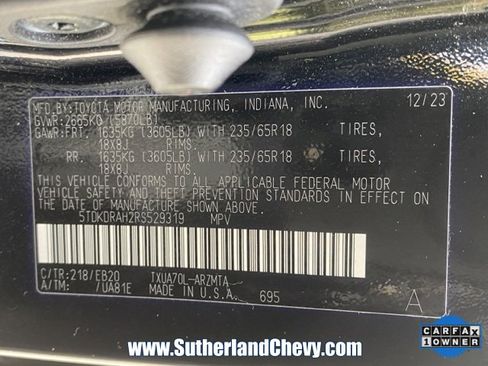 MFD.BY:TOYOTA MOTOR MANUFACTURING, INDIANA, INC. 12/23
GVWR:2665KG (5870LB)
GAWR:FRT. 1635KG (3605LB) WITH 235/65R18 TIRES,
18X8J RIMS.
RR. 1635KG (3605LB) WITH 235/65R18 TIRES,
18X8J RIMS.
THIS VEHICLE CONFORMS TO ALL APPLICABLE FEDERAL MOTOR
VEHICLE SAFETY AND THEFT PREVENTION STANDARDS IN EFFECT ON
THE DATE OF MANUFACTURE SHOWN ABOVE.
5TDKDRAH2RS529319 MPV
C/TR:218/EB20 TXUA70L-ARZMTA
A/TM: /UA81E MADE IN U.S.A. 695 A
CARFAX
1 OWNER
www.SutherlandChevy.com